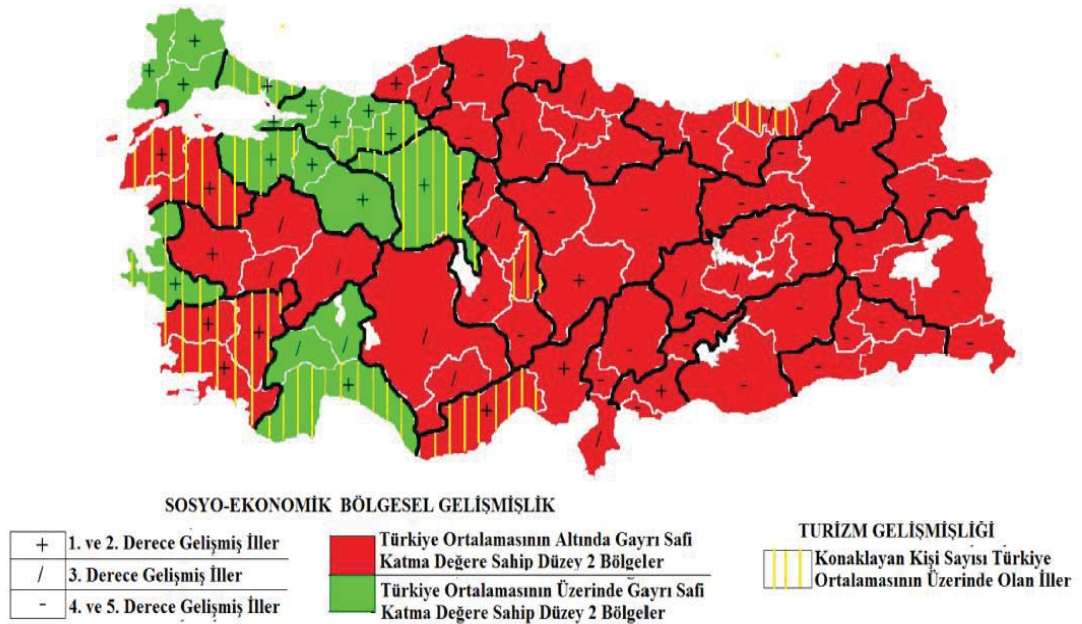 SOSYO-EKONOMİK BÖLGESEL GELİŞMİŞLİK
+ 1. ve 2. Derece Gelişmiş İller
/ 3. Derece Gelişmiş İller
- 4. ve 5. Derece Gelişmiş İller
Türkiye Ortalamasının Altında Gayrı Safi
Katma Değere Sahip Düzey 2 Bölgeler
Türkiye Ortalamasının Üzerinde Gayrı Safi
Katma Değere Sahip Düzey 2 Bölgeler
TURİZM GELİŞMİŞLİĞİ
Konaklayan Kişi Sayısı Türkiye
Ortalamasının Üzerinde Olan İller